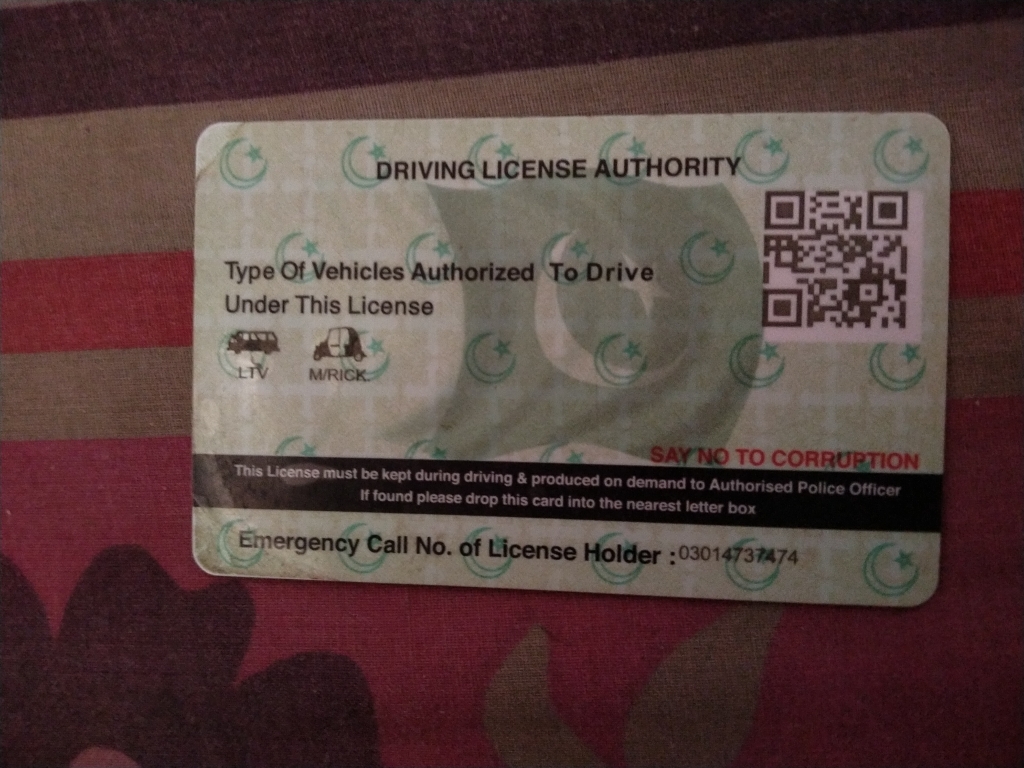 DRIVING LICENSE AUTHORITY
Type Of Vehicles Authorized To Drive
Under This License
LTV M/RICK.
SAY NO TO CORRUPTION
This License must be kept during driving & produced on demand to Authorised Police Officer
If found please drop this card into the nearest letter box
Emergency Call No. of License Holder : 03014737474